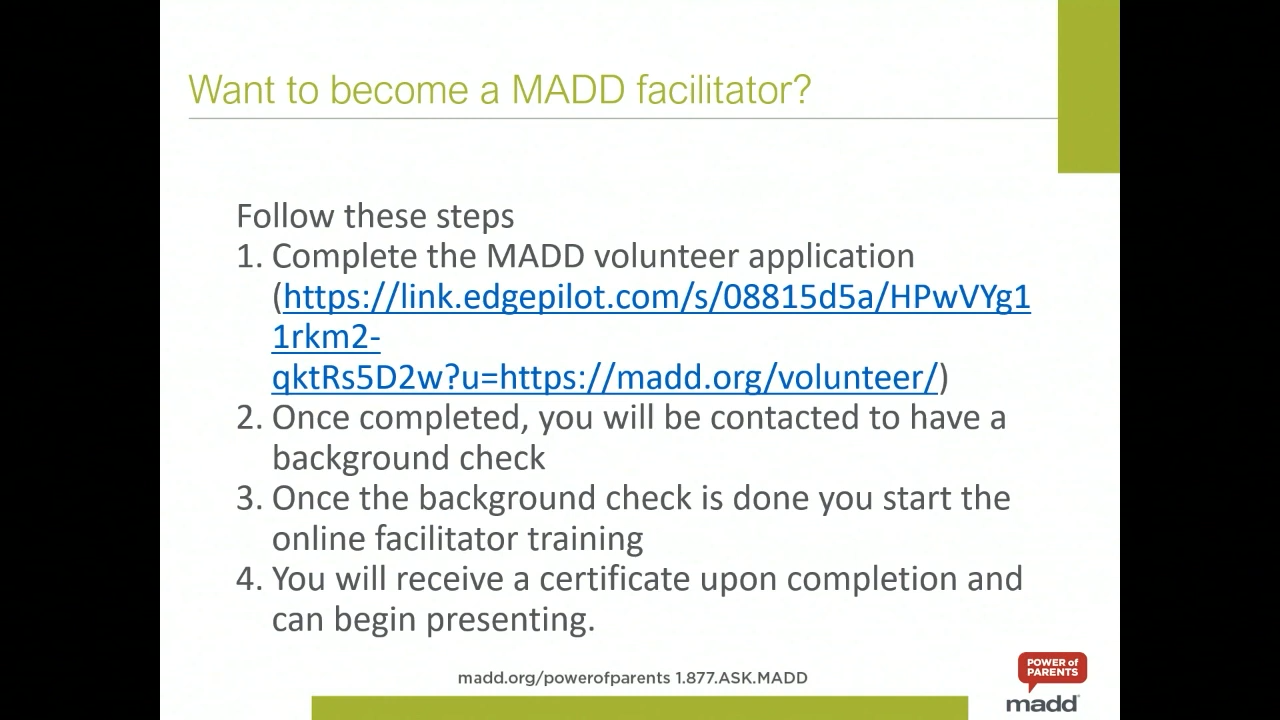 Want to become a MADD facilitator?
Follow these steps
1. Complete the MADD volunteer application
(https://link.edgepilot.com/s/08815d5a/HPwVYg1
1rkm2-
qktRs5D2w?u=https://madd.org/volunteer/)
2. Once completed, you will be contacted to have a
background check
3. Once the background check is done you start the
online facilitator training
4. You will receive a certificate upon completion and
can begin presenting.
madd.org/powerofparents 1.877.ASK.MADD
POWER of
PARENTS
madd